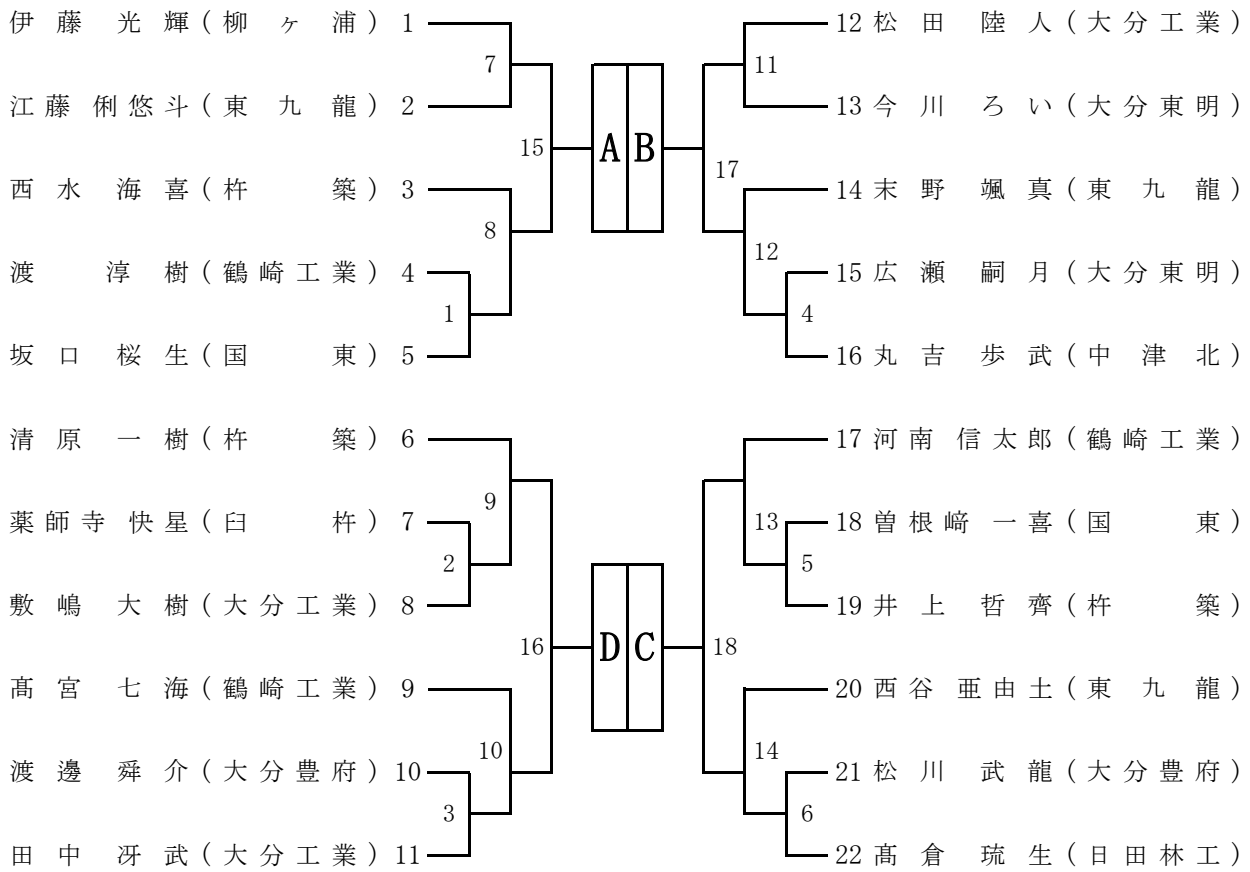 伊藤 光輝(柳ヶ浦) 1
7
江藤 俐悠斗(東九龍) 2
15
西水 海喜(杵築) 3
8
渡 淳樹(鶴崎工業) 4
1
坂口 桜生(国東) 5
清原 一樹(杵築) 6
9
薬師寺 快星(臼杵) 7
2
敷嶋 大樹(大分工業) 8
16
髙宮 七海(鶴崎工業) 9
10
渡邊 舜介(大分豊府) 10
3
田中 冴武(大分工業) 11
A B
D C
12 松田 陸人(大分工業)
11
13 今川 ろい(大分東明)
17
14 末野 颯真(東九龍)
12
15 広瀬 嗣月(大分東明)
4
16 丸吉 歩武(中津北)
17 河南 信太郎(鶴崎工業)
13
18 曽根﨑 一喜(国東)
5
19 井上 哲齊(杵築)
18
20 西谷 亜由土(東九龍)
14
21 松川 武龍(大分豊府)
6
22 髙倉 琉生(日田林工)